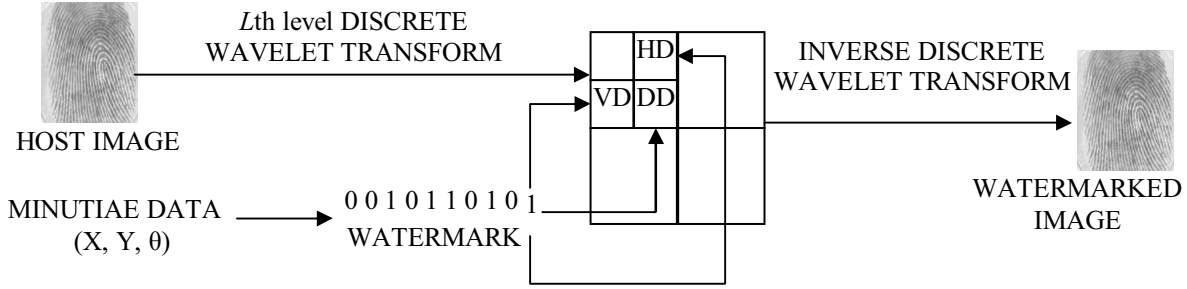 Lth level DISCRETE
WAVELET TRANSFORM
HOST IMAGE
HD
VD DD
INVERSE DISCRETE
WAVELET TRANSFORM
WATERMARKED
IMAGE
MINUTIAE DATA
(X, Y, θ)
0 0 1 0 1 1 0 1 0 1
WATERMARK